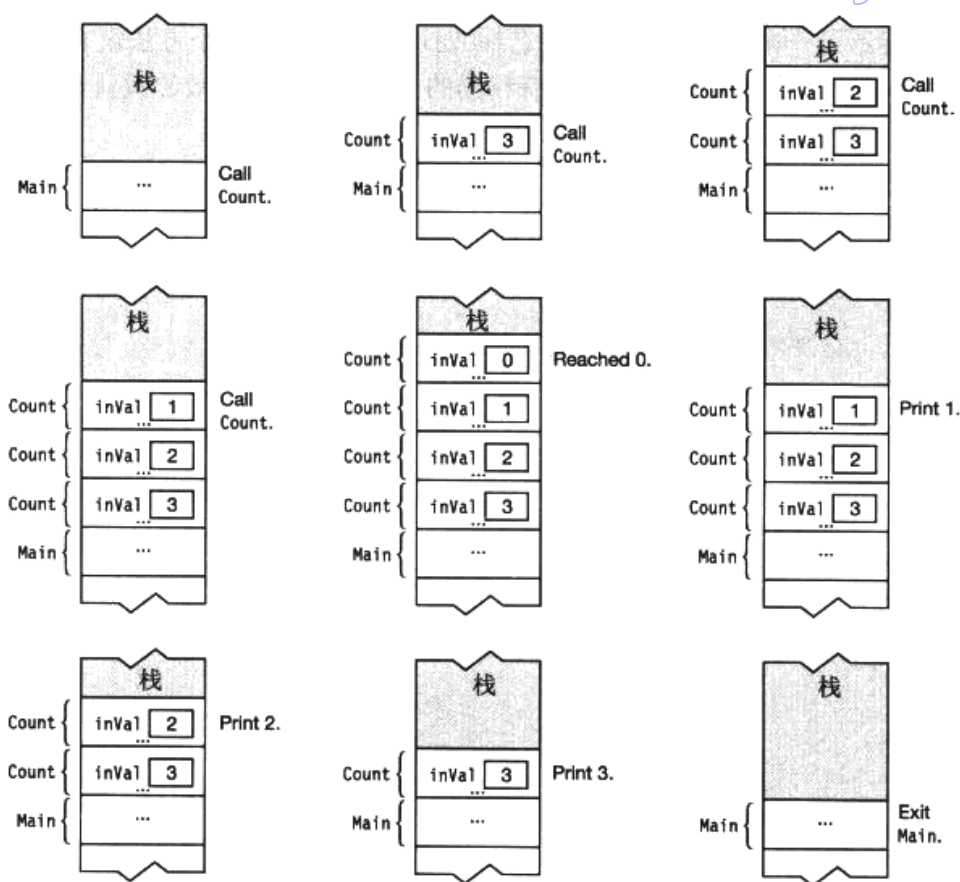 栈
Main
...
Call
Count.
栈
Count
inVal 3
...
Call
Count.
Main
...
栈
Count
inVal 2
...
Call
Count.
Count
inVal 3
...
Main
...
栈
Count
inVal 1
...
Call
Count.
Count
inVal 2
...
Count
inVal 3
...
Main
...
栈
Count
inVal 0
...
Reached 0.
Count
inVal 1
...
Count
inVal 2
...
Count
inVal 3
...
Main
...
栈
Count
inVal 1
...
Print 1.
Count
inVal 2
...
Count
inVal 3
...
Main
...
栈
Count
inVal 2
...
Print 2.
Count
inVal 3
...
Main
...
栈
Count
inVal 3
...
Print 3.
Main
...
栈
Main
...
Exit
Main.